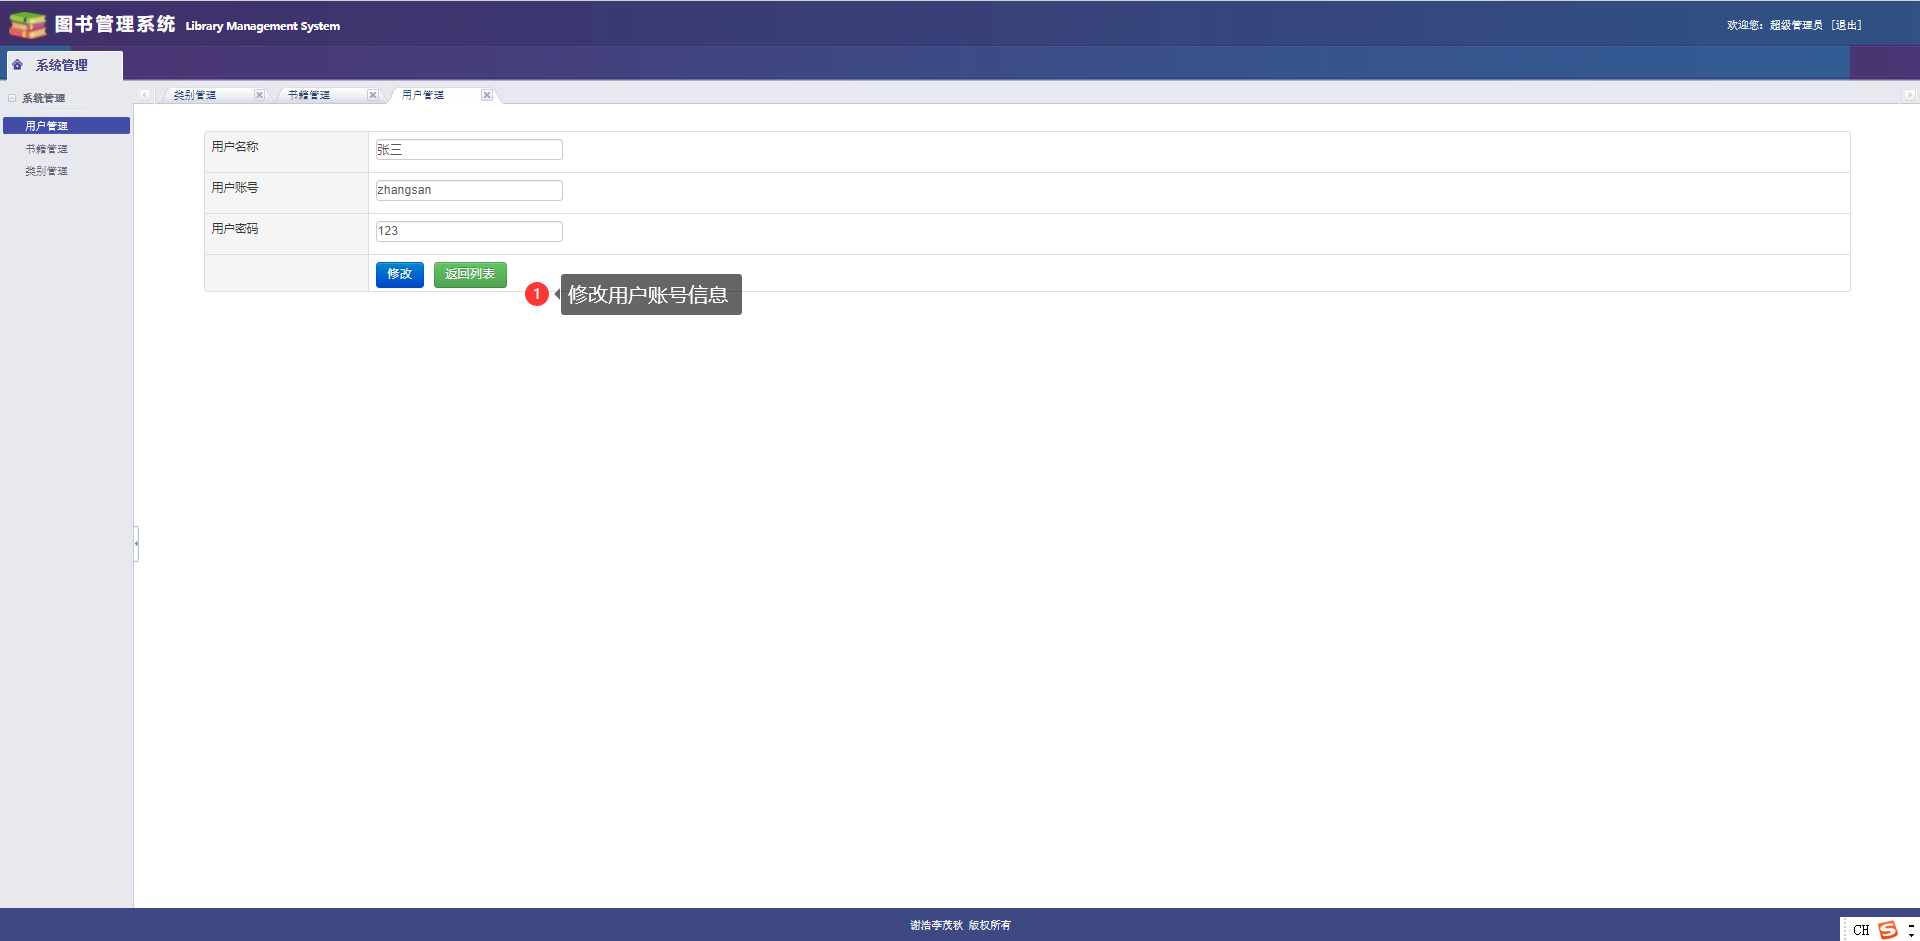 图书管理系统 Library Management System
欢迎您：超级管理员 [退出]
系统管理
系统管理
用户管理
书籍管理
类别管理
类别管理
书籍管理
用户管理
用户名称
张三
用户账号
zhangsan
用户密码
123
修改
返回列表
1
修改用户账号信息
谢浩李茂秋 版权所有
CH